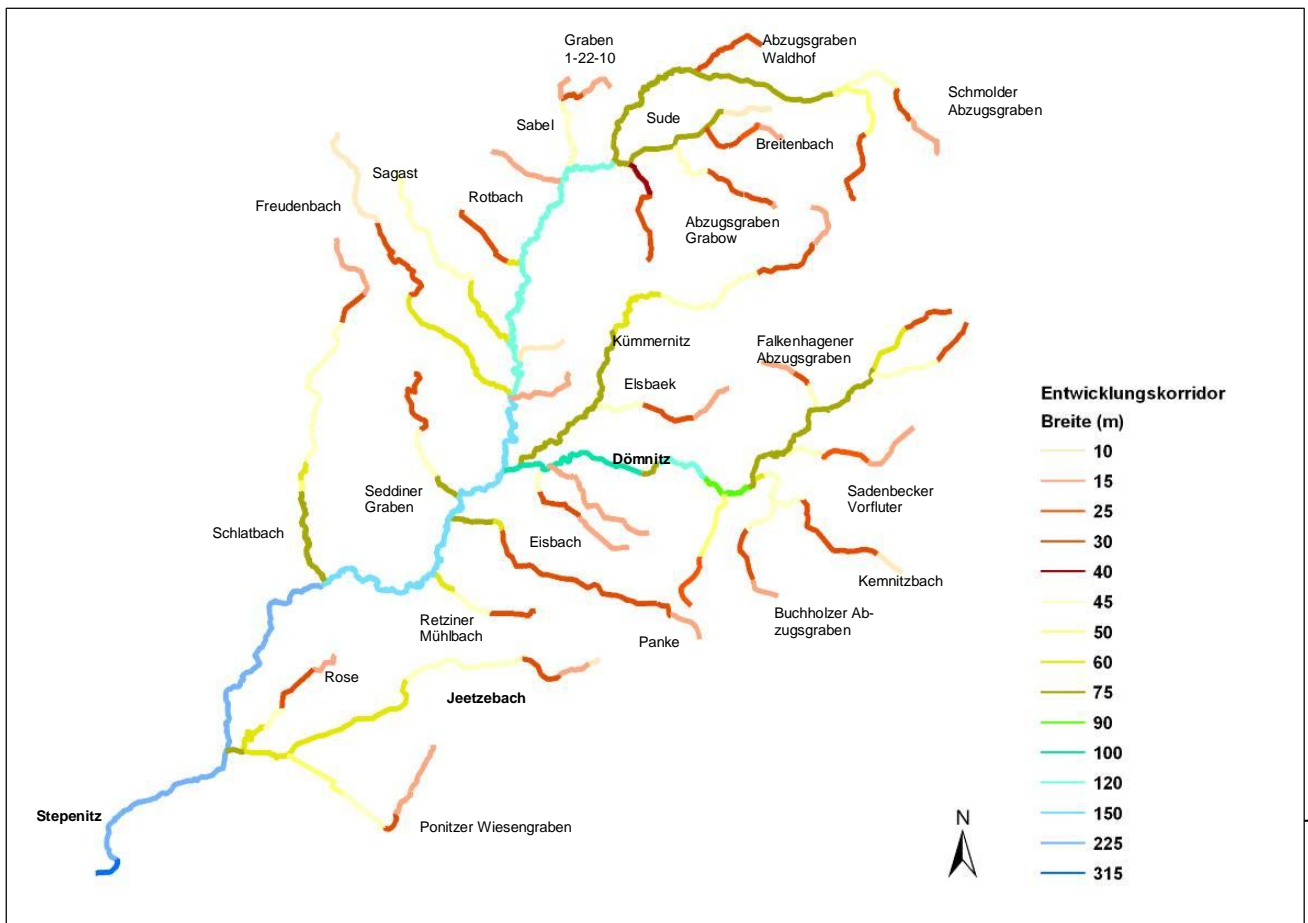 Graben
1-22-10
Abzugsgraben
Waldhof
Schmolder
Abzugsgraben
Sabel
Sude
Breitenbach
Sagast
Rotbach
Freudenbach
Abzugsgraben
Grabow
Kümmernitz
Falkenhagener
Abzugsgraben
Elsbaek
Dömnitz
Seddiner
Graben
Sadenbecker
Vorfluter
Schlatbach
Eisbach
Kemnitzbach
Retziner
Mühlbach
Buchholzer Ab-
zugsgraben
Panke
Rose
Jeetzebach
Stepenitz
Ponitzer Wiesengraben
N
Entwicklungskorridor
Breite (m)
10
15
25
30
40
45
50
60
75
90
100
120
150
225
315